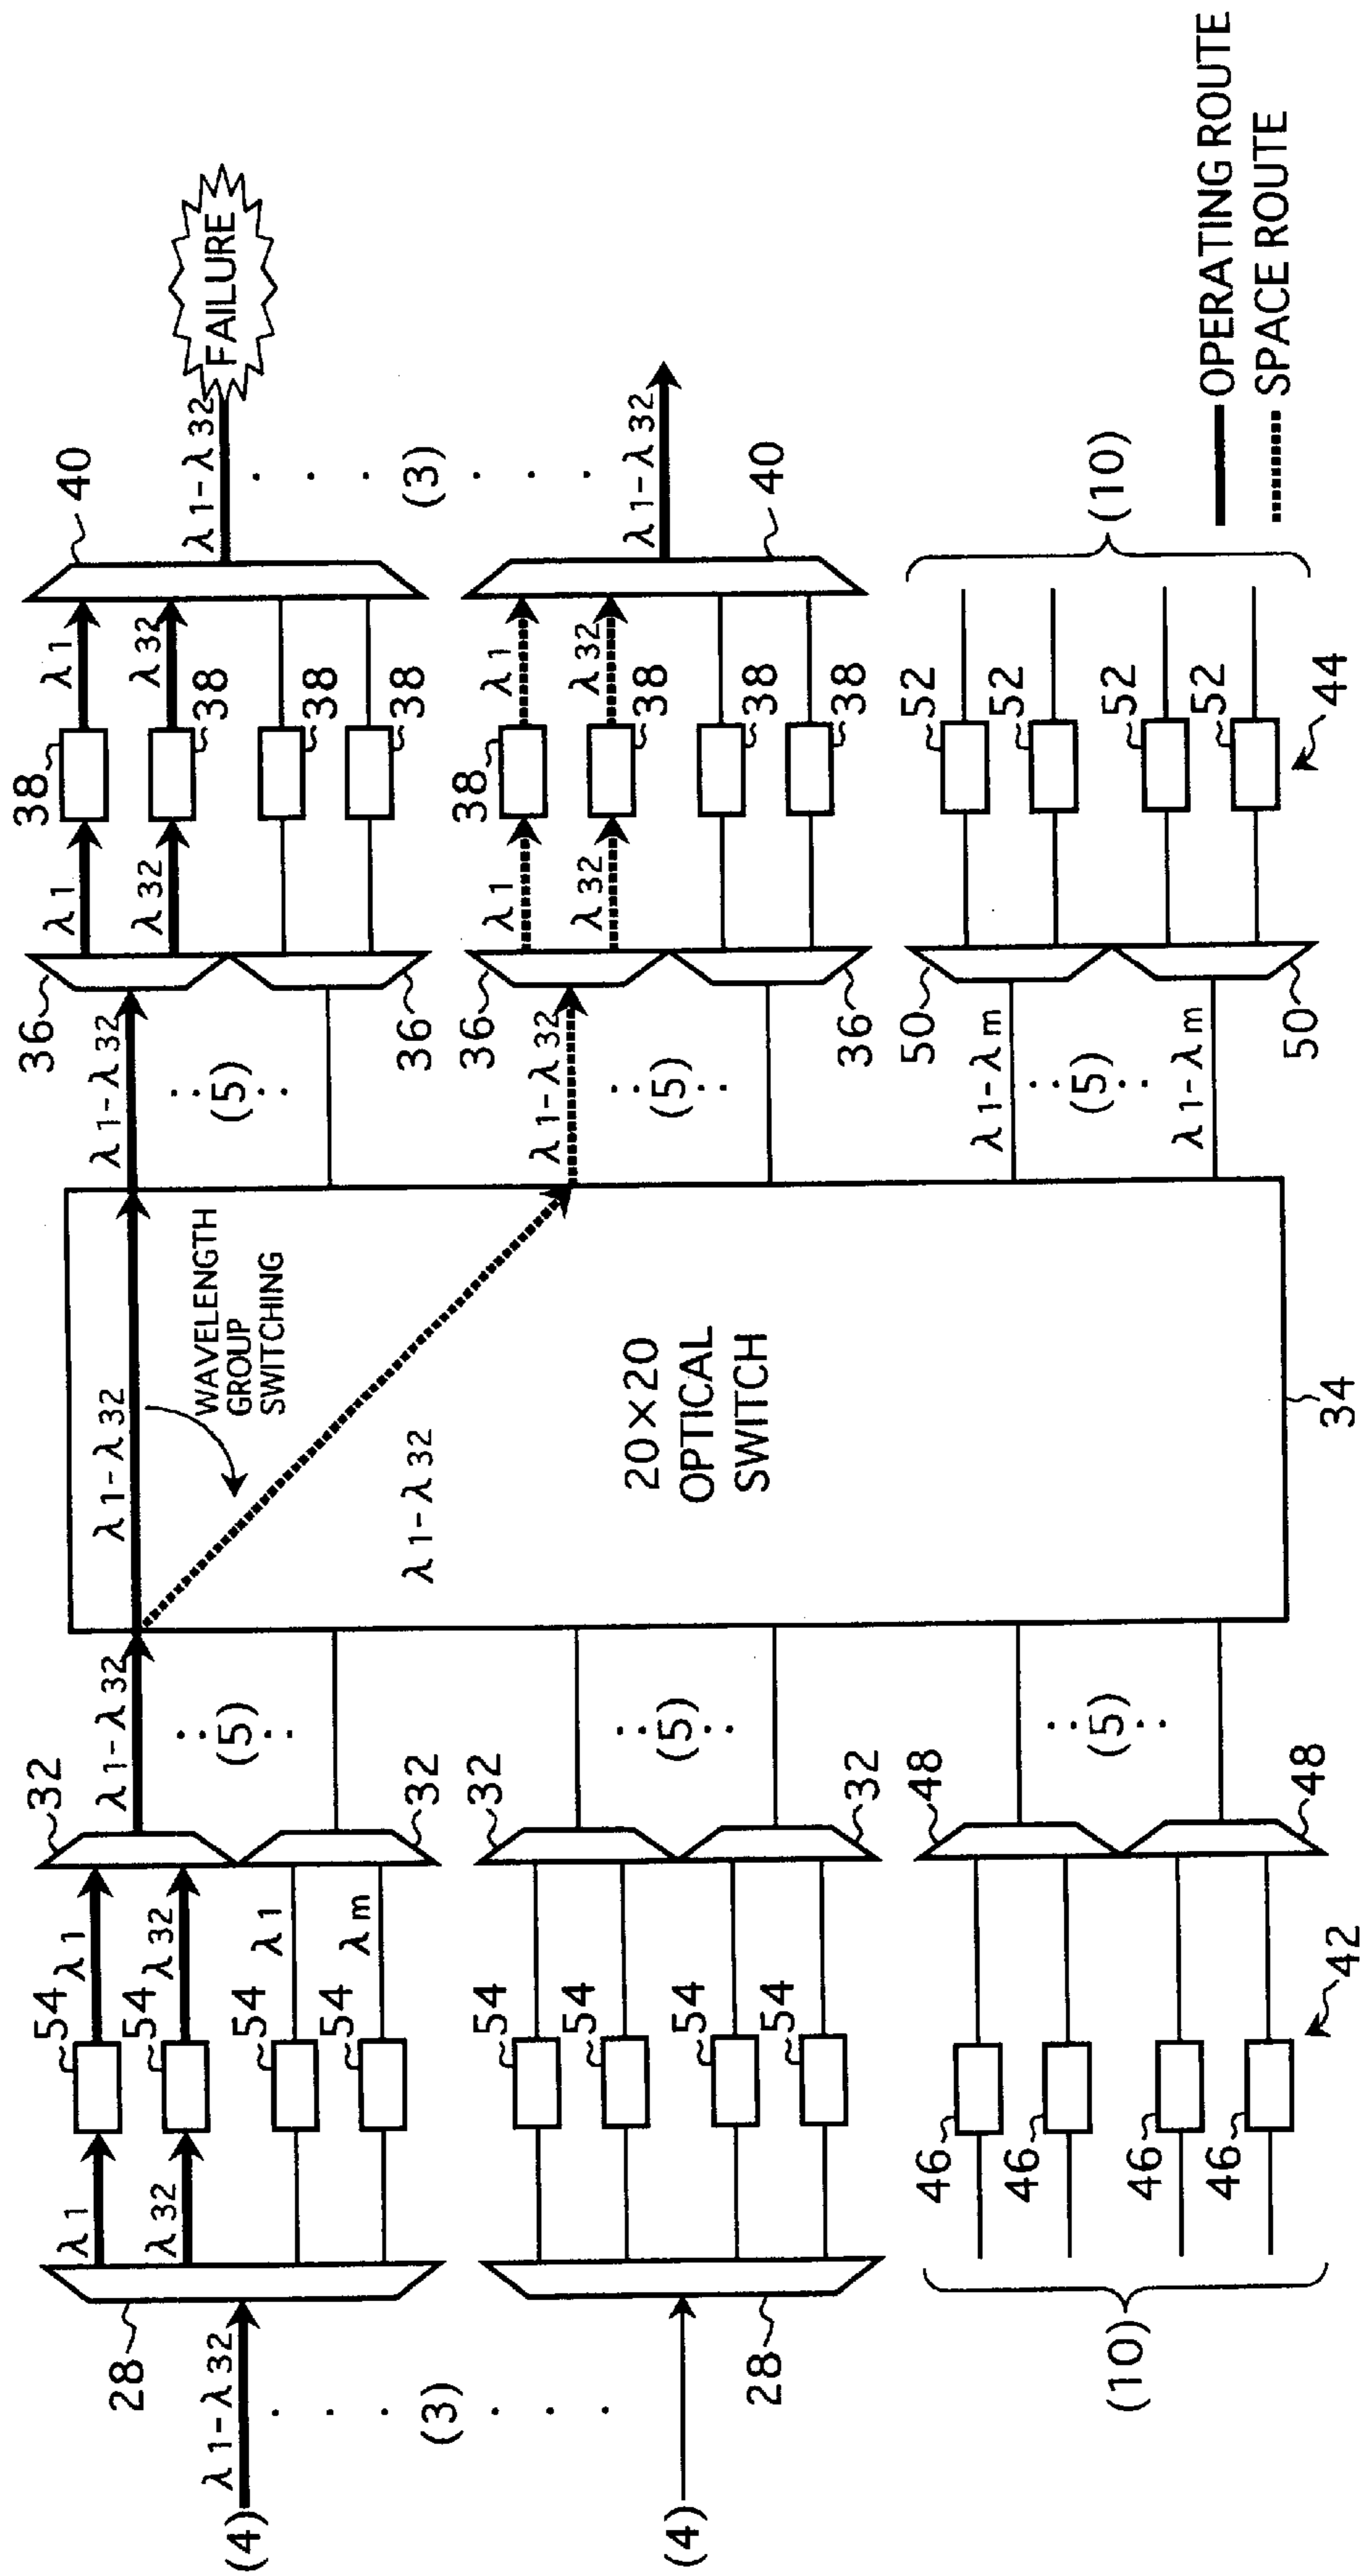 FAILURE
40
λ1-λ32
λ1
λ32
38
38
38
38
λ1
λ32
36
36
λ1-λ32
(5)
(3)
λ1-λ32
40
λ1
λ32
38
38
38
38
λ1
λ32
36
36
λ1-λ32
(5)
(10)
52
52
52
52
44
50
50
λ1-λm
(5)
λ1-λm
OPERATING ROUTE
SPACE ROUTE
λ1-λ32
WAVELENGTH
GROUP
SWITCHING
λ1-λ32
20×20
OPTICAL
SWITCH
34
λ1-λ32
(5)
32
32
λ1
λ32
λ1
λm
54
54
54
54
λ1
λ32
28
λ1-λ32
(4)
(3)
(5)
32
32
54
54
54
54
28
(4)
(5)
48
48
42
46
46
46
46
(10)